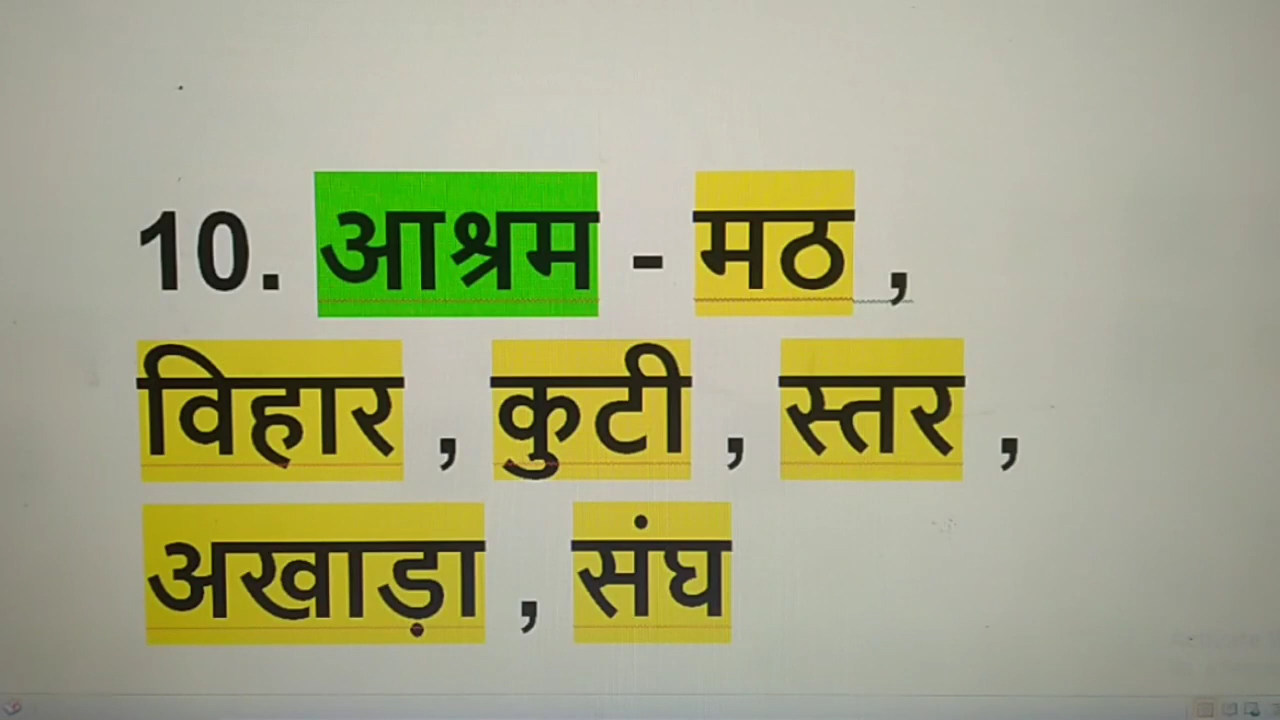 10. आश्रम - मठ ,
विहार , कुटी , स्तर ,
अखाड़ा , संघ